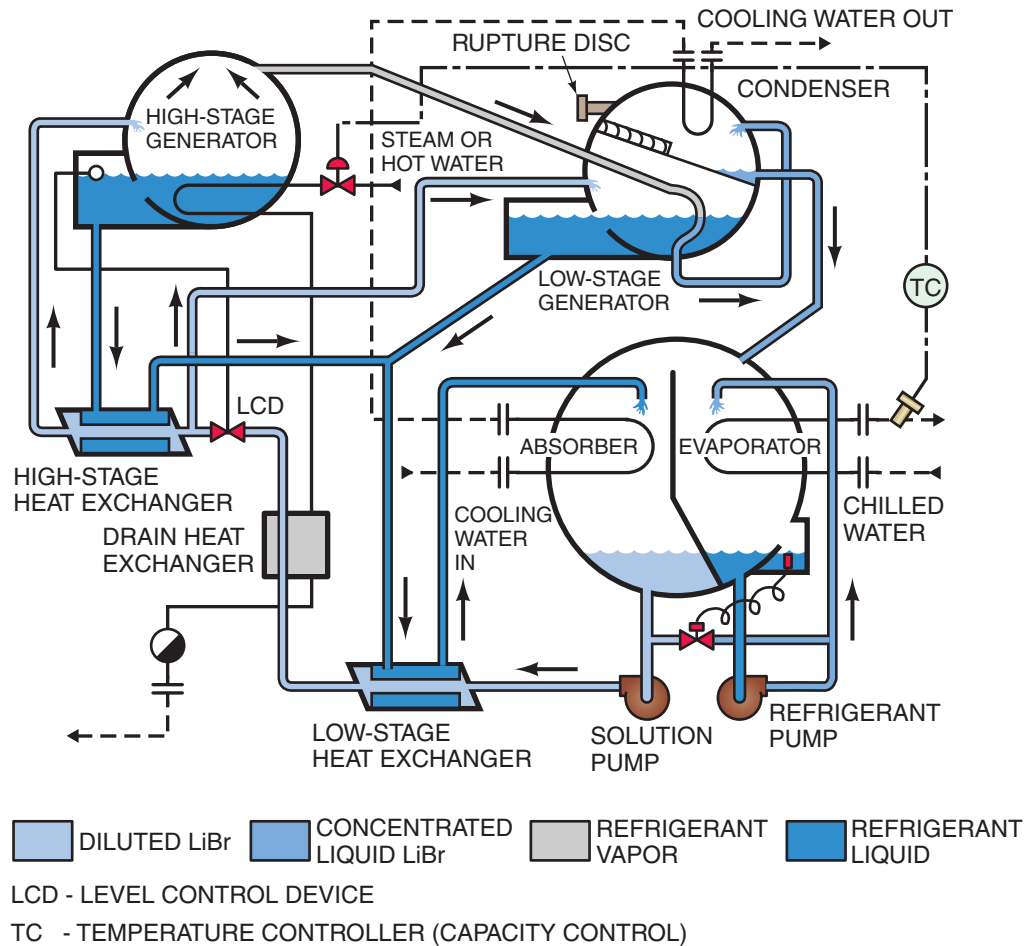 COOLING WATER OUT
RUPTURE DISC
CONDENSER
HIGH-STAGE
GENERATOR
STEAM OR
HOT WATER
TC
LOW-STAGE
GENERATOR
LCD
ABSORBER
EVAPORATOR
HIGH-STAGE
HEAT EXCHANGER
COOLING
WATER
IN
CHILLED
WATER
DRAIN HEAT
EXCHANGER
LOW-STAGE
HEAT EXCHANGER
SOLUTION
PUMP
REFRIGERANT
PUMP
DILUTED LiBr
CONCENTRATED
LIQUID LiBr
REFRIGERANT
VAPOR
REFRIGERANT
LIQUID
LCD - LEVEL CONTROL DEVICE
TC - TEMPERATURE CONTROLLER (CAPACITY CONTROL)